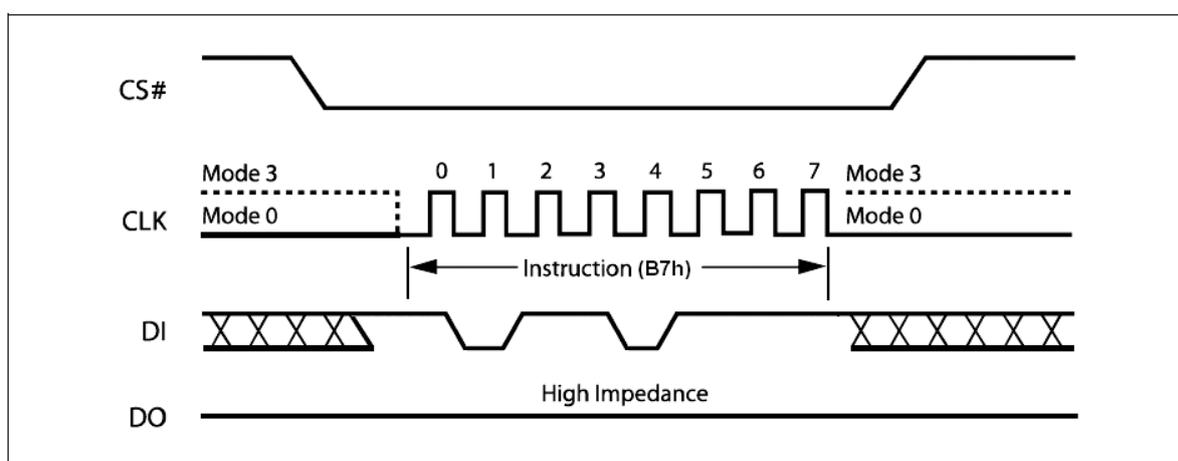 CS#
Mode 3
0 1 2 3 4 5 6 7
Mode 3
CLK
Mode 0
Mode 0
Instruction (B7h)
DI
High Impedance
DO